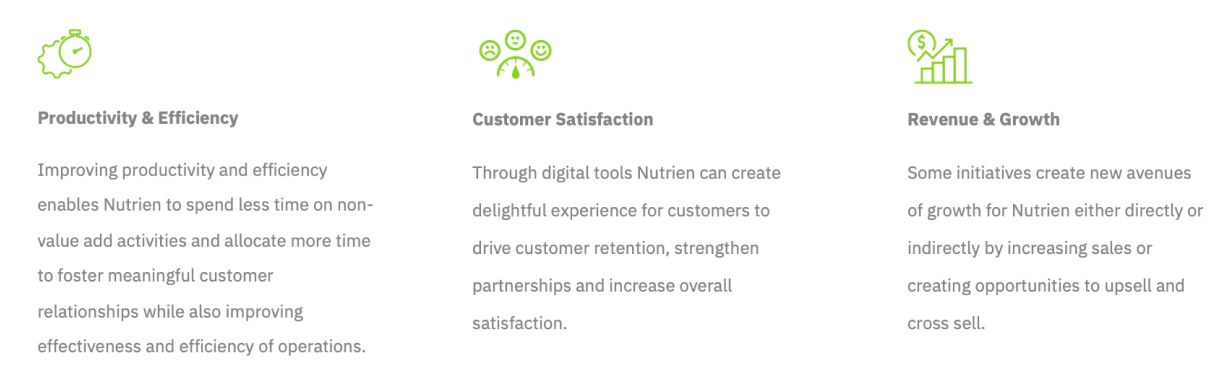 $
Productivity & Efficiency
Improving productivity and efficiency
enables Nutrien to spend less time on non-
value add activities and allocate more time
to foster meaningful customer
relationships while also improving
effectiveness and efficiency of operations.
Customer Satisfaction
Through digital tools Nutrien can create
delightful experience for customers to
drive customer retention, strengthen
partnerships and increase overall
satisfaction.
Revenue & Growth
Some initiatives create new avenues
of growth for Nutrien either directly or
indirectly by increasing sales or
creating opportunities to upsell and
cross sell.